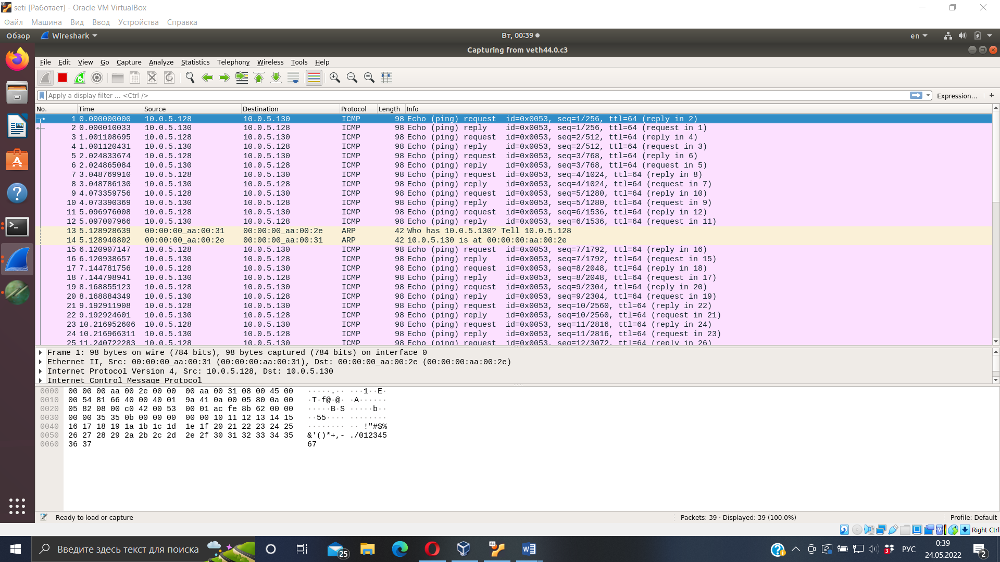 seti [Работает] - Oracle VM VirtualBox
Файл Машина Вид Ввод Устройства Справка
Обзор Wireshark Вт, 00:39 en
Capturing from veth44.0.c3
File Edit View Go Capture Analyze Statistics Telephony Wireless Tools Help
Apply a display filter ... <Ctrl-/> Expression... +
No. Time Source Destination Protocol Length Info
1 0.000000000 10.0.5.128 10.0.5.130 ICMP 98 Echo (ping) request id=0x0053, seq=1/256, ttl=64 (reply in 2)
2 0.000010033 10.0.5.130 10.0.5.128 ICMP 98 Echo (ping) reply id=0x0053, seq=1/256, ttl=64 (request in 1)
3 1.001108695 10.0.5.128 10.0.5.130 ICMP 98 Echo (ping) request id=0x0053, seq=2/512, ttl=64 (reply in 4)
4 1.001120431 10.0.5.130 10.0.5.128 ICMP 98 Echo (ping) reply id=0x0053, seq=2/512, ttl=64 (request in 3)
5 2.024833674 10.0.5.128 10.0.5.130 ICMP 98 Echo (ping) request id=0x0053, seq=3/768, ttl=64 (reply in 6)
6 2.024865084 10.0.5.130 10.0.5.128 ICMP 98 Echo (ping) reply id=0x0053, seq=3/768, ttl=64 (request in 5)
7 3.048769910 10.0.5.128 10.0.5.130 ICMP 98 Echo (ping) request id=0x0053, seq=4/1024, ttl=64 (reply in 8)
8 3.048786130 10.0.5.130 10.0.5.128 ICMP 98 Echo (ping) reply id=0x0053, seq=4/1024, ttl=64 (request in 7)
9 4.073359756 10.0.5.128 10.0.5.130 ICMP 98 Echo (ping) request id=0x0053, seq=5/1280, ttl=64 (reply in 10)
10 4.073390369 10.0.5.130 10.0.5.128 ICMP 98 Echo (ping) reply id=0x0053, seq=5/1280, ttl=64 (request in 9)
11 5.096976008 10.0.5.128 10.0.5.130 ICMP 98 Echo (ping) request id=0x0053, seq=6/1536, ttl=64 (reply in 12)
12 5.097007966 10.0.5.130 10.0.5.128 ICMP 98 Echo (ping) reply id=0x0053, seq=6/1536, ttl=64 (request in 11)
13 5.128928639 00:00:00_aa:00:31 00:00:00_aa:00:2e ARP 42 Who has 10.0.5.130? Tell 10.0.5.128
14 5.128940802 00:00:00_aa:00:2e 00:00:00_aa:00:31 ARP 42 10.0.5.130 is at 00:00:00:aa:00:2e
15 6.120907147 10.0.5.128 10.0.5.130 ICMP 98 Echo (ping) request id=0x0053, seq=7/1792, ttl=64 (reply in 16)
16 6.120938657 10.0.5.130 10.0.5.128 ICMP 98 Echo (ping) reply id=0x0053, seq=7/1792, ttl=64 (request in 15)
17 7.144781756 10.0.5.128 10.0.5.130 ICMP 98 Echo (ping) request id=0x0053, seq=8/2048, ttl=64 (reply in 18)
18 7.144798941 10.0.5.130 10.0.5.128 ICMP 98 Echo (ping) reply id=0x0053, seq=8/2048, ttl=64 (request in 17)
19 8.168855123 10.0.5.128 10.0.5.130 ICMP 98 Echo (ping) request id=0x0053, seq=9/2304, ttl=64 (reply in 20)
20 8.168884349 10.0.5.130 10.0.5.128 ICMP 98 Echo (ping) reply id=0x0053, seq=9/2304, ttl=64 (request in 19)
21 9.192911908 10.0.5.128 10.0.5.130 ICMP 98 Echo (ping) request id=0x0053, seq=10/2560, ttl=64 (reply in 22)
22 9.192924601 10.0.5.130 10.0.5.128 ICMP 98 Echo (ping) reply id=0x0053, seq=10/2560, ttl=64 (request in 21)
23 10.216952606 10.0.5.128 10.0.5.130 ICMP 98 Echo (ping) request id=0x0053, seq=11/2816, ttl=64 (reply in 24)
24 10.216966311 10.0.5.130 10.0.5.128 ICMP 98 Echo (ping) reply id=0x0053, seq=11/2816, ttl=64 (request in 23)
25 11.240722283 10.0.5.128 10.0.5.130 ICMP 98 Echo (ping) request id=0x0053, seq=12/3072, ttl=64 (reply in 26)
Frame 1: 98 bytes on wire (784 bits), 98 bytes captured (784 bits) on interface 0
Ethernet II, Src: 00:00:00_aa:00:31 (00:00:00:aa:00:31), Dst: 00:00:00_aa:00:2e (00:00:00:aa:00:2e)
Internet Protocol Version 4, Src: 10.0.5.128, Dst: 10.0.5.130
Internet Control Message Protocol
0000 00 00 00 aa 00 2e 00 00 00 aa 00 31 08 00 45 00 ·····.·· ···1··E·
0010 00 54 81 66 40 00 40 01 9a 41 0a 00 05 80 0a 00 ·T·f@·@· ·A······
0020 05 82 08 00 c0 42 00 53 00 01 ac fe 8b 62 00 00 ·····B·S ·····b··
0030 00 00 35 35 0b 00 00 00 00 00 10 11 12 13 14 15 ··55···· ········
0040 16 17 18 19 1a 1b 1c 1d 1e 1f 20 21 22 23 24 25 ········ ·· !"#$%
0050 26 27 28 29 2a 2b 2c 2d 2e 2f 30 31 32 33 34 35 &'()*+,- ./012345
0060 36 37 67
Ready to load or capture Packets: 39 · Displayed: 39 (100.0%) Profile: Default
Right Ctrl
Введите здесь текст для поиска 25 64 3 РУС 0:39
24.05.2022 2